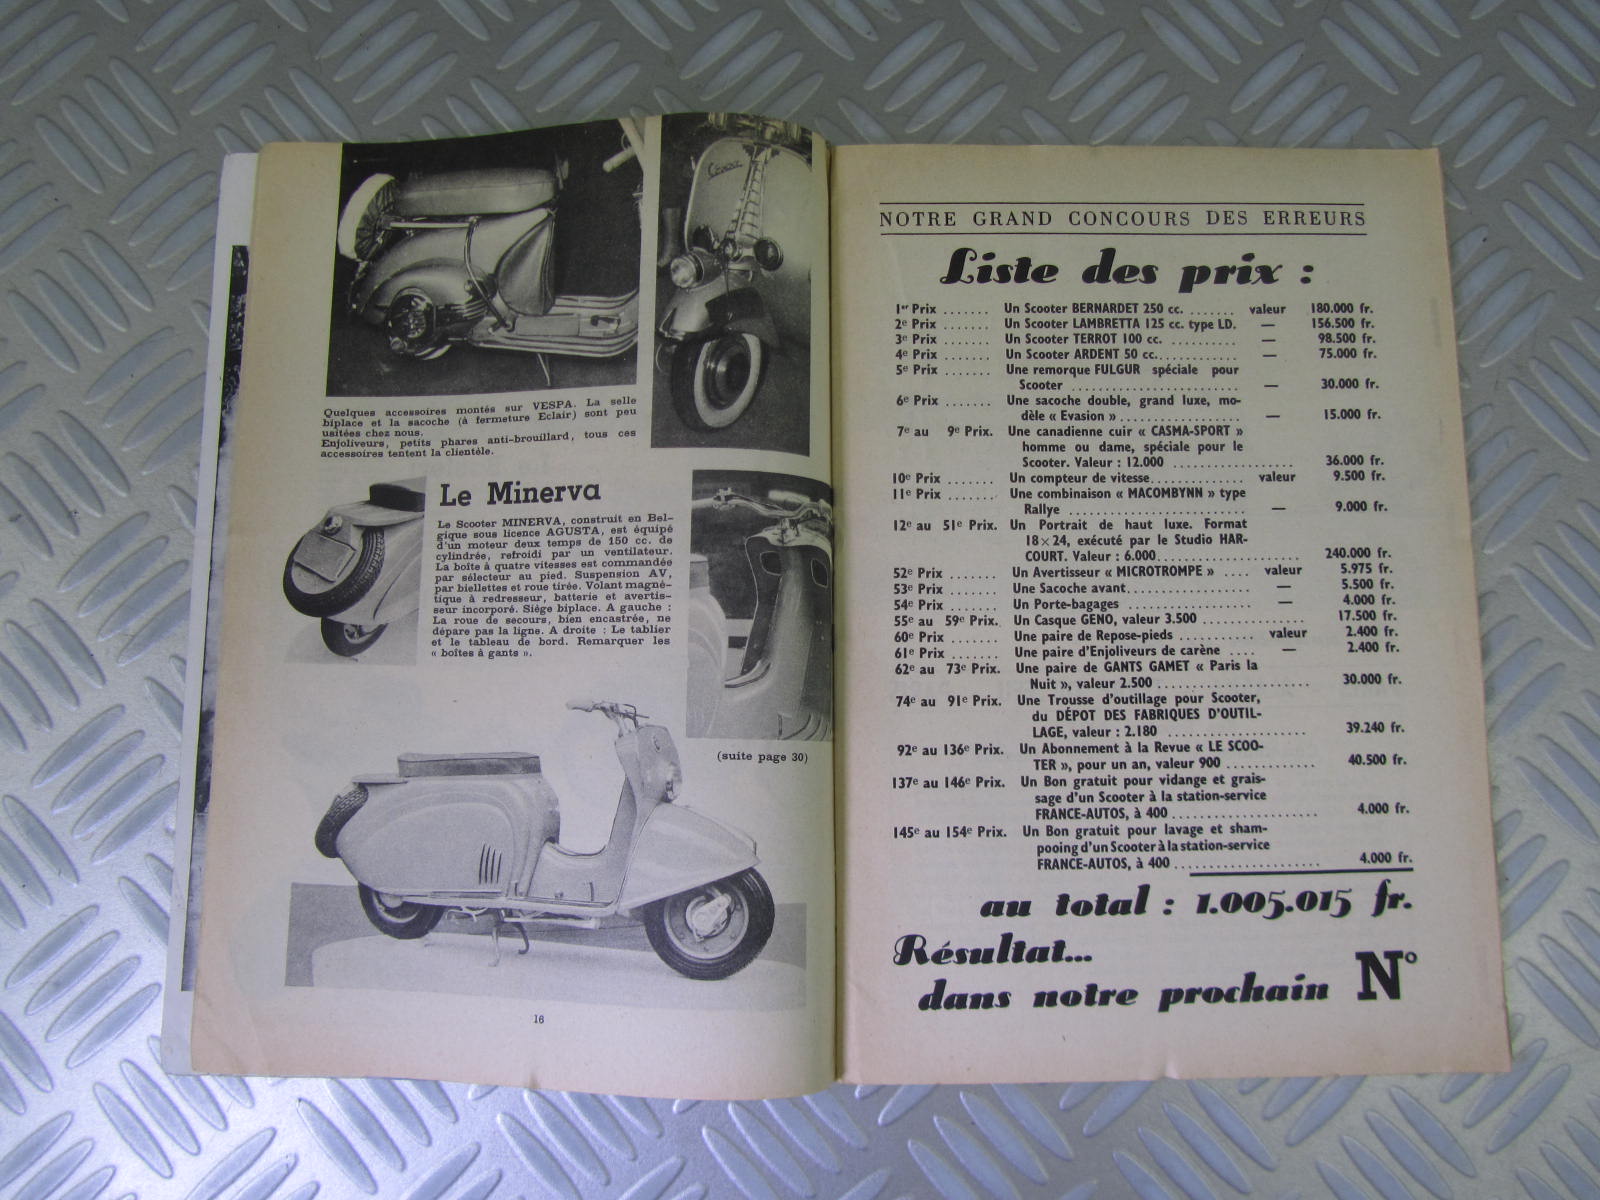 Vespa
Quelques accessoires montés sur VESPA. La selle
biplace et la sacoche (à fermeture Eclair) sont peu
usitées chez nous.
Enjoliveurs, petits phares anti-brouillard, tous ces
accessoires tentent la clientèle.
Le Minerva
Le Scooter MINERVA, construit en Bel-
gique sous licence AGUSTA, est équipé
d'un moteur deux temps de 150 cc. de
cylindrée, refroidi par un ventilateur.
La boîte à quatre vitesses est commandée
par sélecteur au pied. Suspension AV,
par biellettes et roue tirée. Volant magné-
tique à redresseur, batterie et avertis-
seur incorporé. Siège biplace. A gauche :
La roue de secours, bien encastrée, ne
dépare pas la ligne. A droite : Le tablier
et le tableau de bord. Remarquer les
« boîtes à gants ».
(suite page 30)
16
NOTRE GRAND CONCOURS DES ERREURS
Liste des prix :
1er Prix ....... Un Scooter BERNARDET 250 cc. ....... valeur 180.000 fr.
2e Prix ....... Un Scooter LAMBRETTA 125 cc. type LD. — 156.500 fr.
3e Prix ....... Un Scooter TERROT 100 cc. .......... — 98.500 fr.
4e Prix ....... Un Scooter ARDENT 50 cc............ — 75.000 fr.
5e Prix ....... Une remorque FULGUR spéciale pour
Scooter ........................ — 30.000 fr.
6e Prix ....... Une sacoche double, grand luxe, mo-
dèle « Evasion » ................. — 15.000 fr.
7e au 9e Prix. Une canadienne cuir « CASMA-SPORT »
homme ou dame, spéciale pour le
Scooter. Valeur : 12.000 .................. 36.000 fr.
10e Prix ....... Un compteur de vitesse............. valeur 9.500 fr.
11e Prix ....... Une combinaison « MACOMBYNN » type
Rallye ...................... — 9.000 fr.
12e au 51e Prix. Un Portrait de haut luxe. Format
18×24, exécuté par le Studio HAR-
COURT. Valeur : 6.000..................... 240.000 fr.
52e Prix ....... Un Avertisseur « MICROTROMPE » .... valeur 5.975 fr.
53e Prix ....... Une Sacoche avant.................. — 5.500 fr.
54e Prix ....... Un Porte-bagages .................. — 4.000 fr.
55e au 59e Prix. Un Casque GENO, valeur 3.500 ............... 17.500 fr.
60e Prix ....... Une paire de Repose-pieds ........... valeur 2.400 fr.
61e Prix ....... Une paire d'Enjoliveurs de carène .... — 2.400 fr.
62e au 73e Prix. Une paire de GANTS GAMET « Paris la
Nuit », valeur 2.500 ...................... 30.000 fr.
74e au 91e Prix. Une Trousse d'outillage pour Scooter,
du DÉPOT DES FABRIQUES D'OUTIL-
LAGE, valeur : 2.180 .................... 39.240 fr.
92e au 136e Prix. Un Abonnement à la Revue « LE SCOO-
TER », pour un an, valeur 900 ............. 40.500 fr.
137e au 146e Prix. Un Bon gratuit pour vidange et grais-
sage d'un Scooter à la station-service
FRANCE-AUTOS, à 400 ..................... 4.000 fr.
145e au 154e Prix. Un Bon gratuit pour lavage et sham-
pooing d'un Scooter à la station-service
FRANCE-AUTOS, à 400 ..................... 4.000 fr.
au total : 1.005.015 fr.
Résultat...
dans notre prochain N°